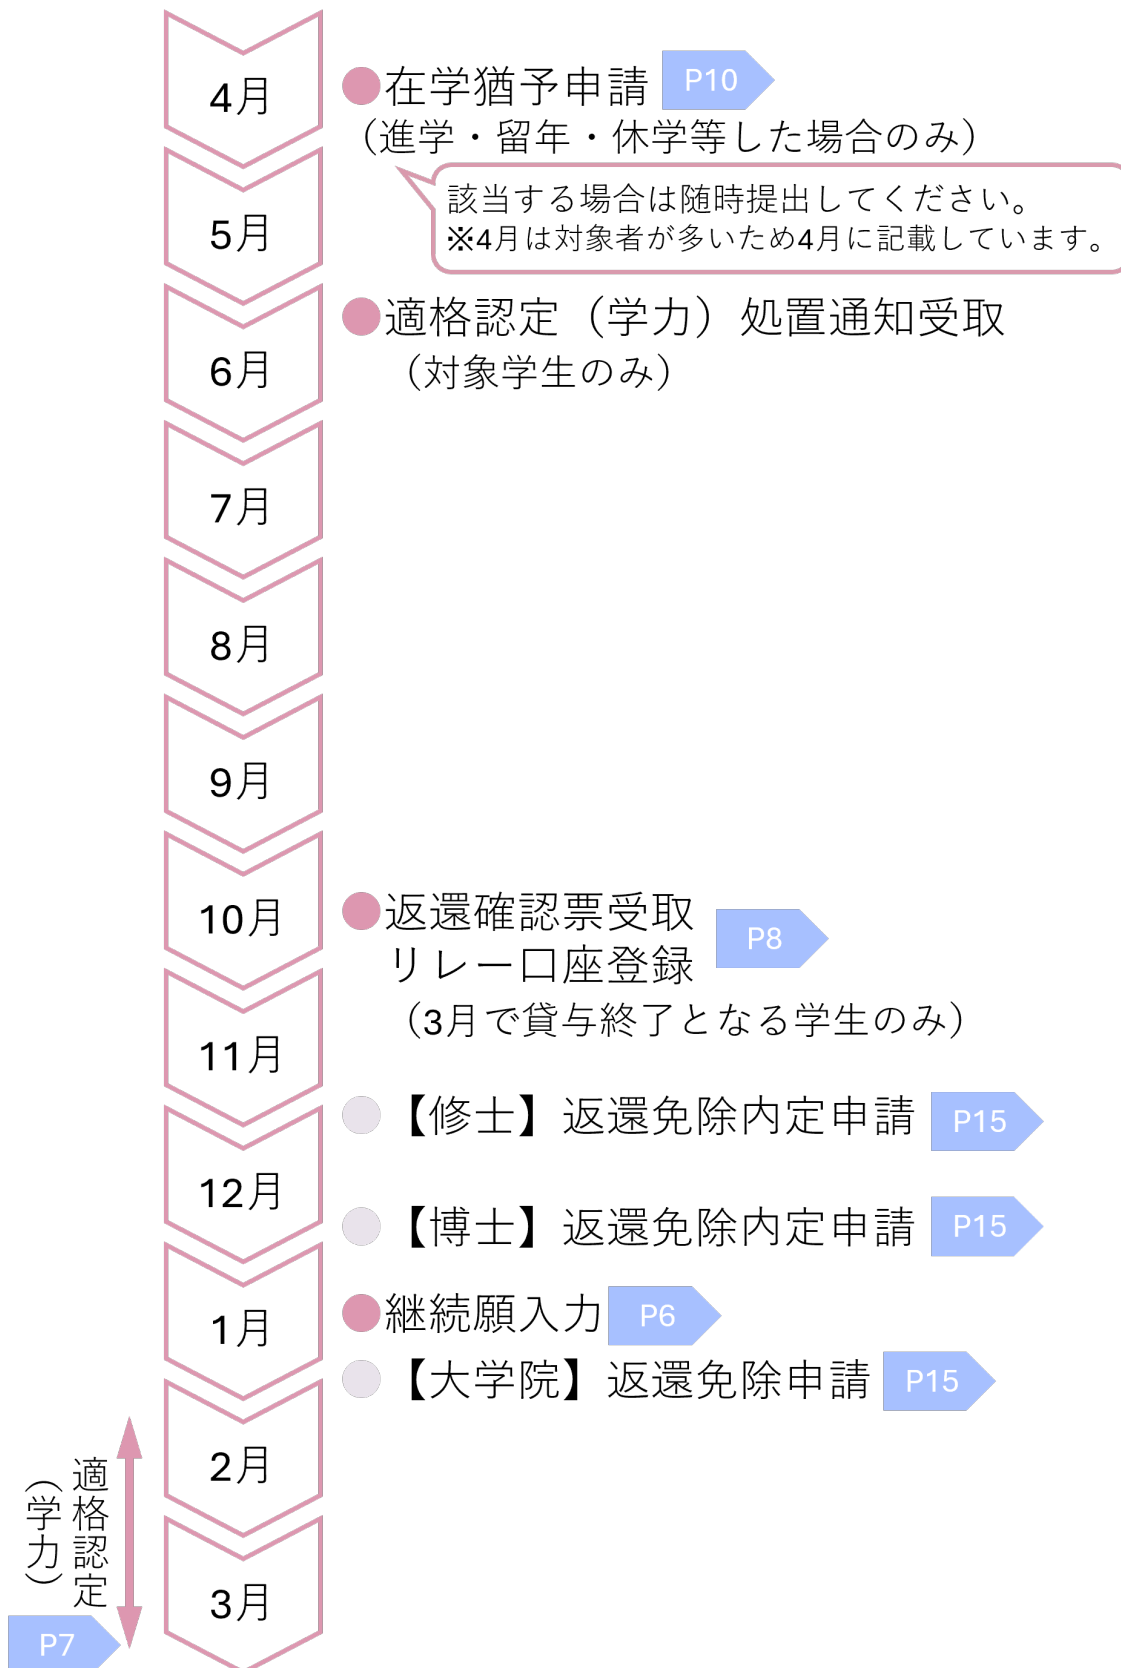 4月
●在学猶予申請 P10
（進学・留年・休学等した場合のみ）
該当する場合は随時提出してください。
※4月は対象者が多いため4月に記載しています。
5月
6月
●適格認定（学力）処置通知受取
（対象学生のみ）
7月
8月
9月
10月
●返還確認票受取
リレー口座登録 P8
（3月で貸与終了となる学生のみ）
11月
【修士】返還免除内定申請 P15
12月
【博士】返還免除内定申請 P15
1月
●継続願入力 P6
【大学院】返還免除申請 P15
2月
適格認定
（学力）
P7
3月